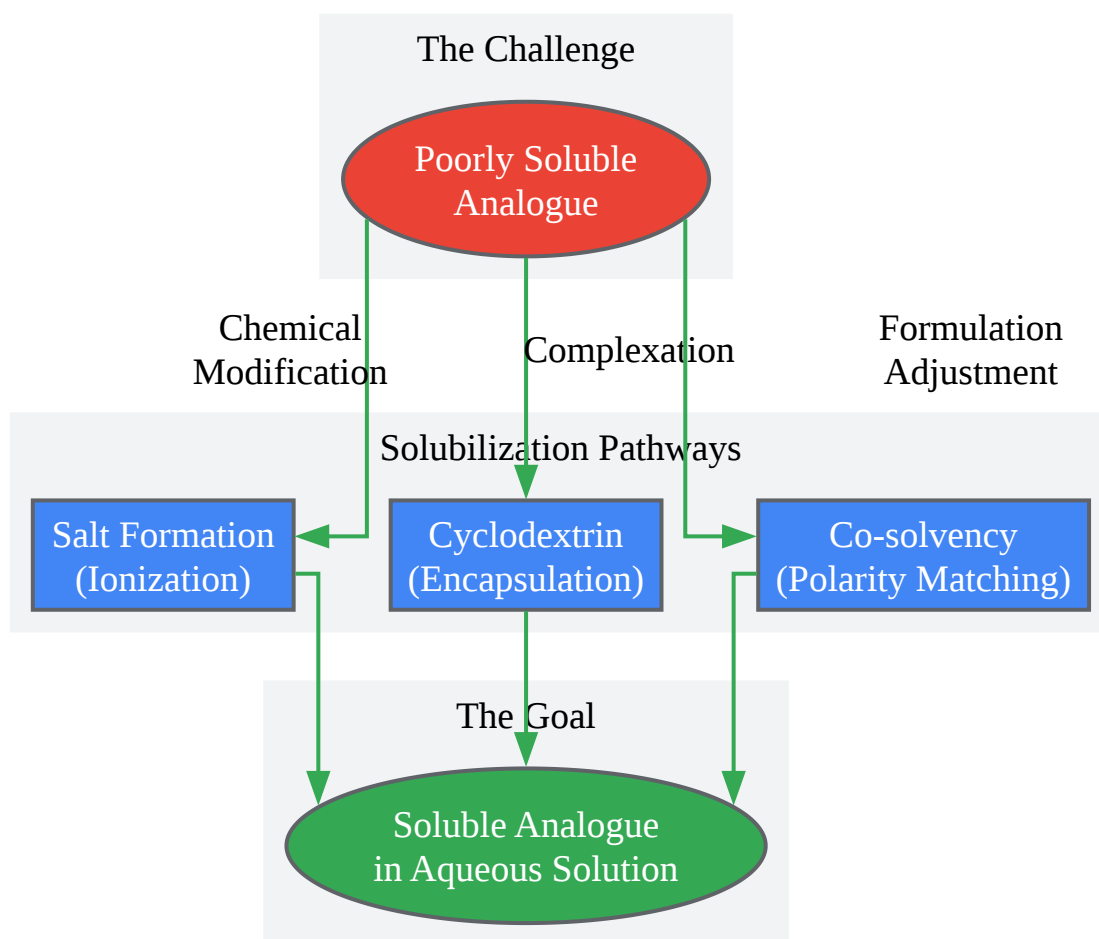 The Challenge
Poorly Soluble
Analogue
Chemical
Modification
Complexation
Formulation
Adjustment
Solubilization Pathways
Salt Formation
(Ionization)
Cyclodextrin
(Encapsulation)
Co-solvency
(Polarity Matching)
The Goal
Soluble Analogue
in Aqueous Solution